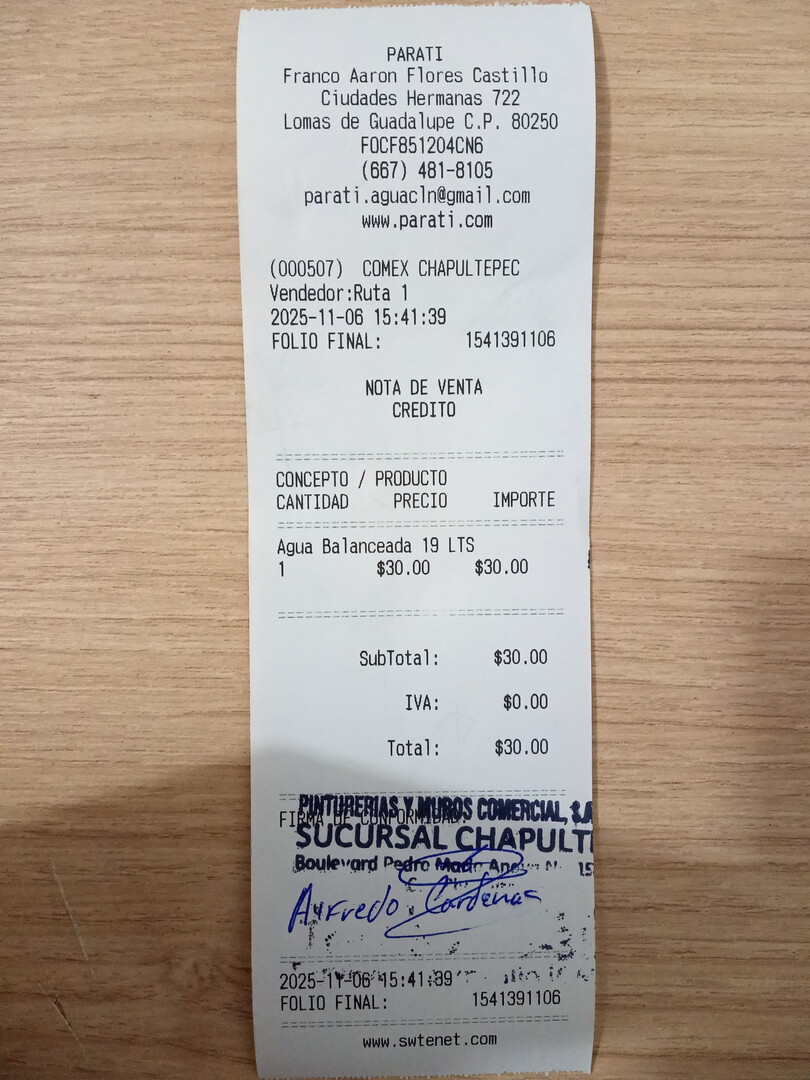 PARATI
Franco Aaron Flores Castillo
Ciudades Hermanas 722
Lomas de Guadalupe C.P. 80250
FOCF851204CN6
(667) 481-8105
parati.aguacln@gmail.com
www.parati.com
(000507) COMEX CHAPULTEPEC
Vendedor:Ruta 1
2025-11-06 15:41:39
FOLIO FINAL: 1541391106
NOTA DE VENTA
CREDITO
CONCEPTO / PRODUCTO
CANTIDAD PRECIO IMPORTE
Agua Balanceada 19 LTS
1 $30.00 $30.00
SubTotal: $30.00
IVA: $0.00
Total: $30.00
PINTURERIAS Y MUROS COMERCIAL, S.A
FIRMA DE CONFORMIDAD:
SUCURSAL CHAPULT
Boulevard Pedro
Alfredo Cardenas
2025-11-06 15:41:39
FOLIO FINAL: 1541391106
www.swtenet.com